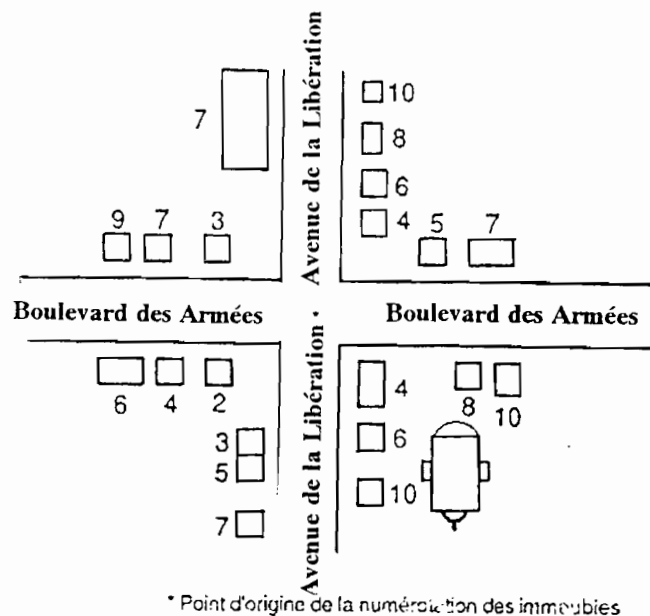 Avenue de la Libération
7
10
8
6
4
9 7 3
5 7
Boulevard des Armées
•
Boulevard des Armées
Avenue de la Libération
6 4 2
4
8 10
3
5
6
7
10
* Point d'origine de la numérotation des immeubles